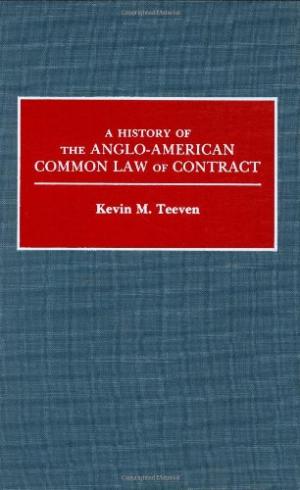 A HISTORY OF
THE ANGLO-AMERICAN
COMMON LAW OF CONTRACT
Kevin M. Teeven